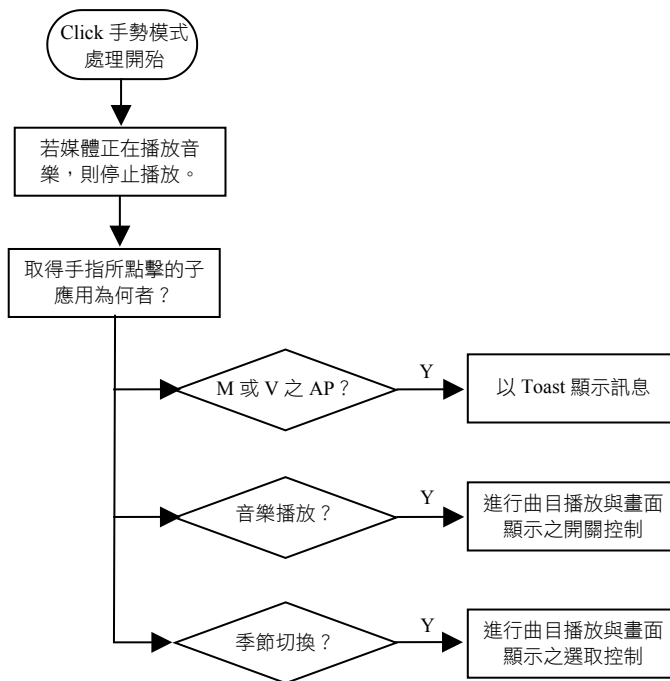 Click 手勢模式
處理開始
若媒體正在播放音
樂，則停止播放。
取得手指所點擊的子
應用為何者？
M 或 V 之 AP？
Y
以 Toast 顯示訊息
音樂播放？
Y
進行曲目播放與畫面
顯示之開關控制
季節切換？
Y
進行曲目播放與畫面
顯示之選取控制